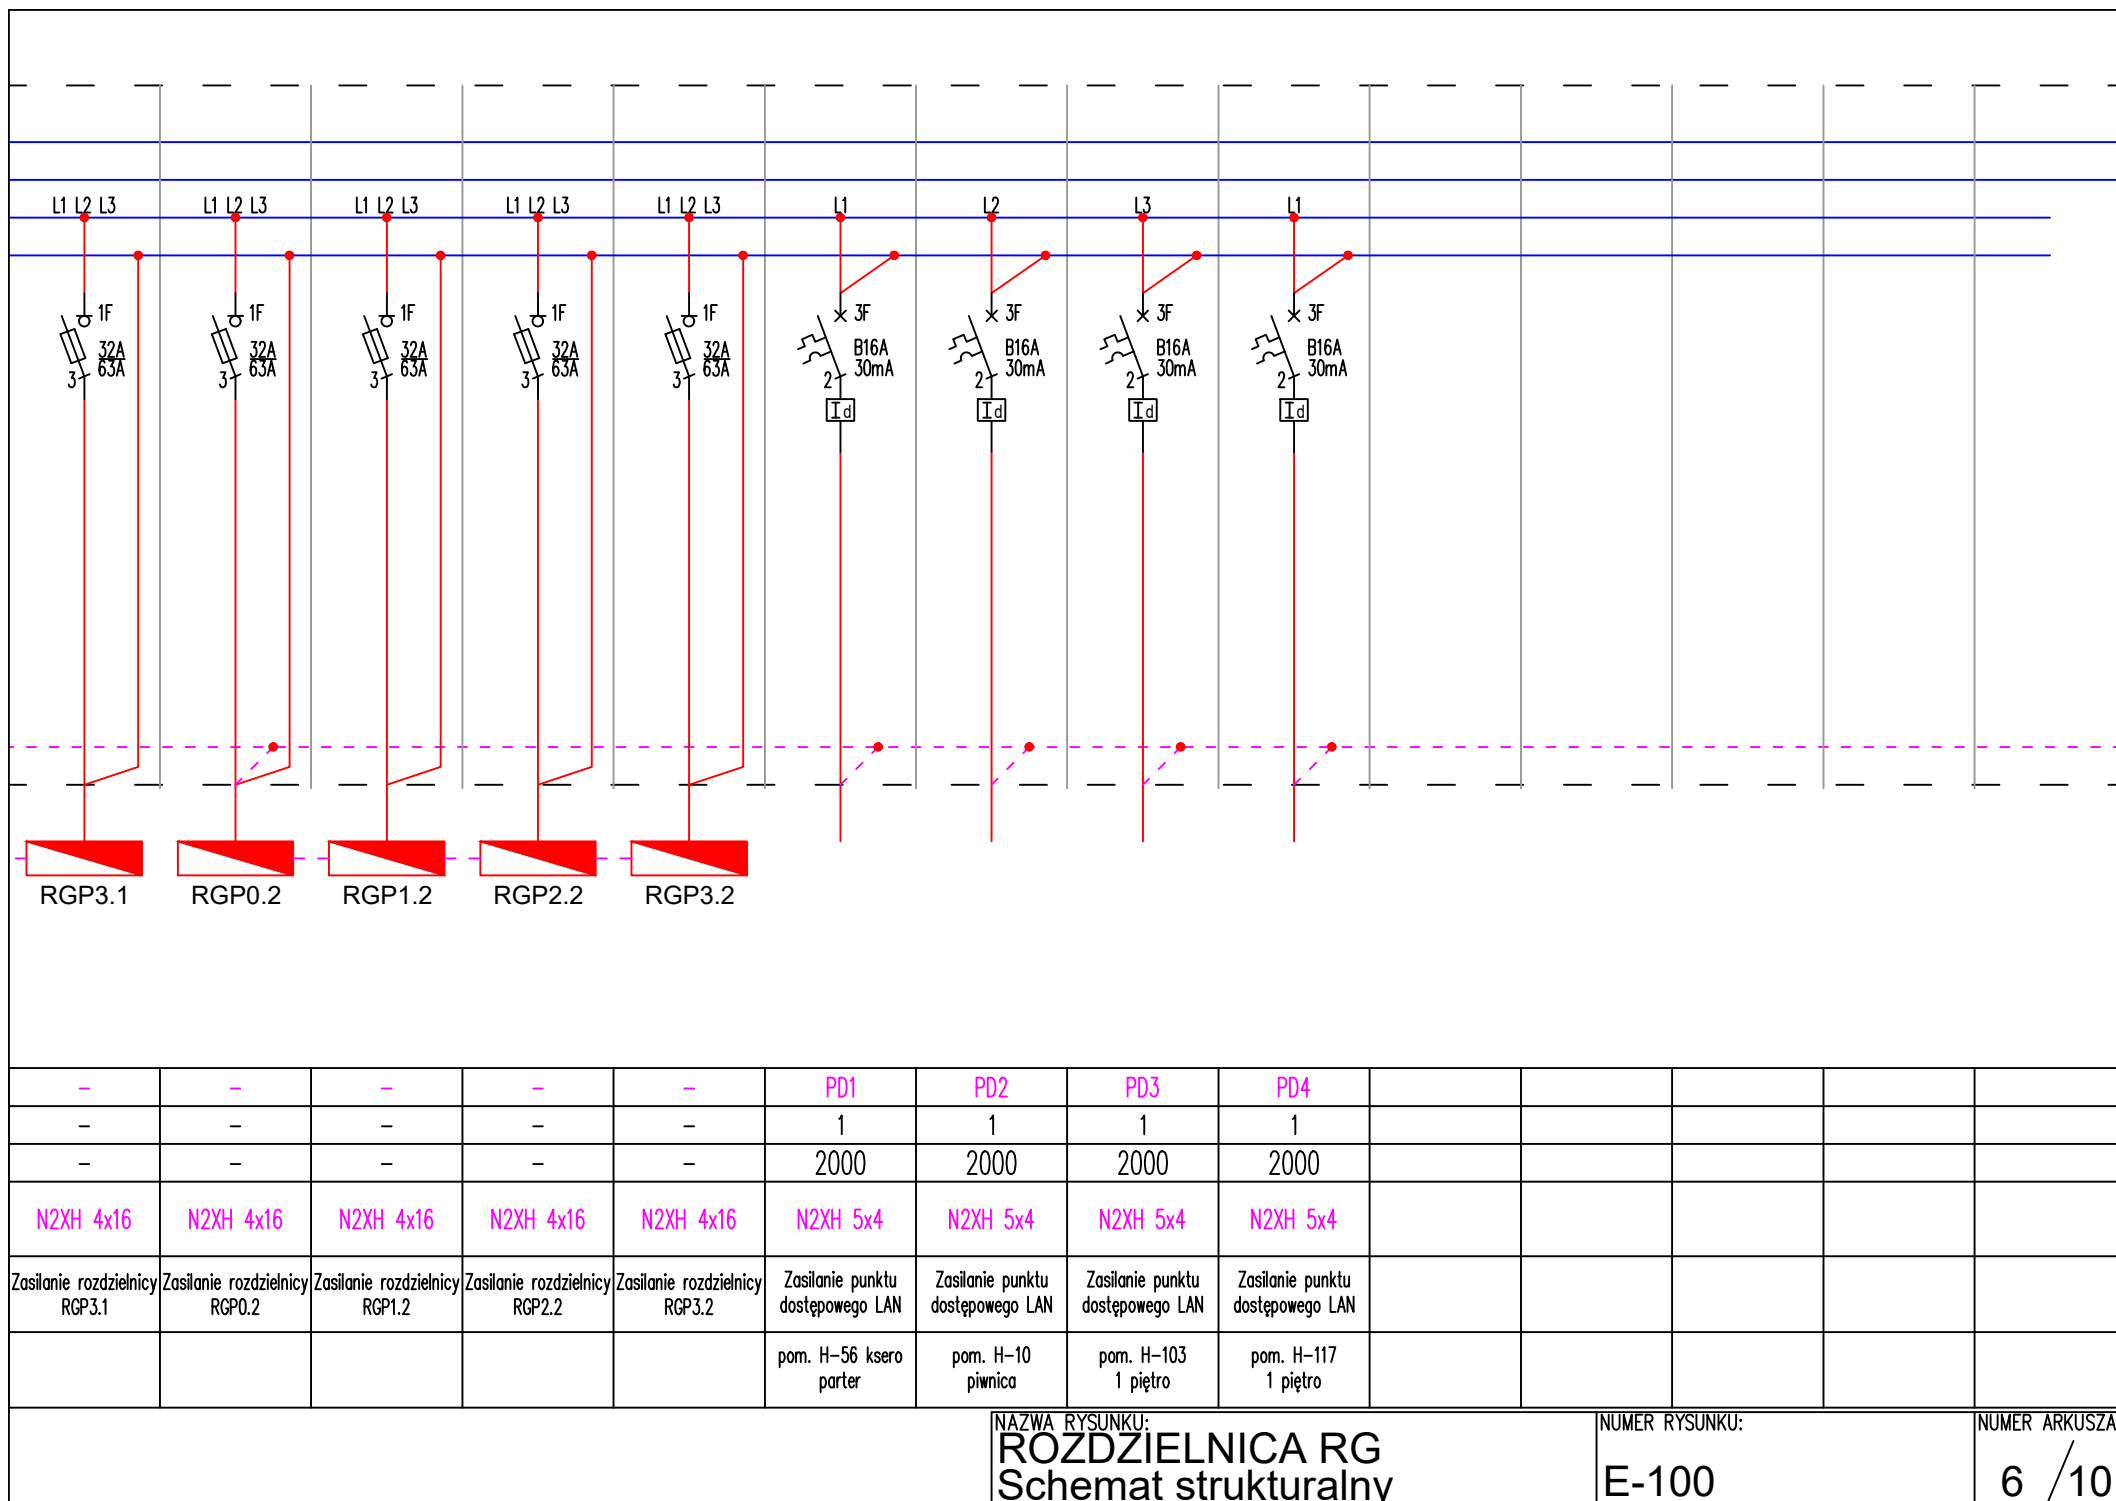 L1 L2 L3 L1 L2 L3 L1 L2 L3 L1 L2 L3 L1 L2 L3 L1 L2 L3 L1
1F 1F 1F 1F 1F 3F 3F 3F 3F
32A 32A 32A 32A 32A B16A B16A B16A B16A
63A 63A 63A 63A 63A 30mA 30mA 30mA 30mA
3 3 3 3 3 2 2 2 2
Id Id Id Id
RGP3.1 RGP0.2 RGP1.2 RGP2.2 RGP3.2
- - - - - PD1 PD2 PD3 PD4
- - - - - 1 1 1 1
- - - - - 2000 2000 2000 2000
N2XH 4x16 N2XH 4x16 N2XH 4x16 N2XH 4x16 N2XH 4x16 N2XH 5x4 N2XH 5x4 N2XH 5x4 N2XH 5x4
Zasilanie rozdzielnicy Zasilanie rozdzielnicy Zasilanie rozdzielnicy Zasilanie rozdzielnicy Zasilanie rozdzielnicy Zasilanie punktu Zasilanie punktu Zasilanie punktu Zasilanie punktu
RGP3.1 RGP0.2 RGP1.2 RGP2.2 RGP3.2 dostępowego LAN dostępowego LAN dostępowego LAN dostępowego LAN
pom. H-56 ksero pom. H-10 pom. H-103 pom. H-117
parter piwnica 1 piętro 1 piętro
NAZWA RYSUNKU: NUMER RYSUNKU: NUMER ARKUSZA
ROZDZIELNICA RG
Schemat strukturalny E-100 6 / 10